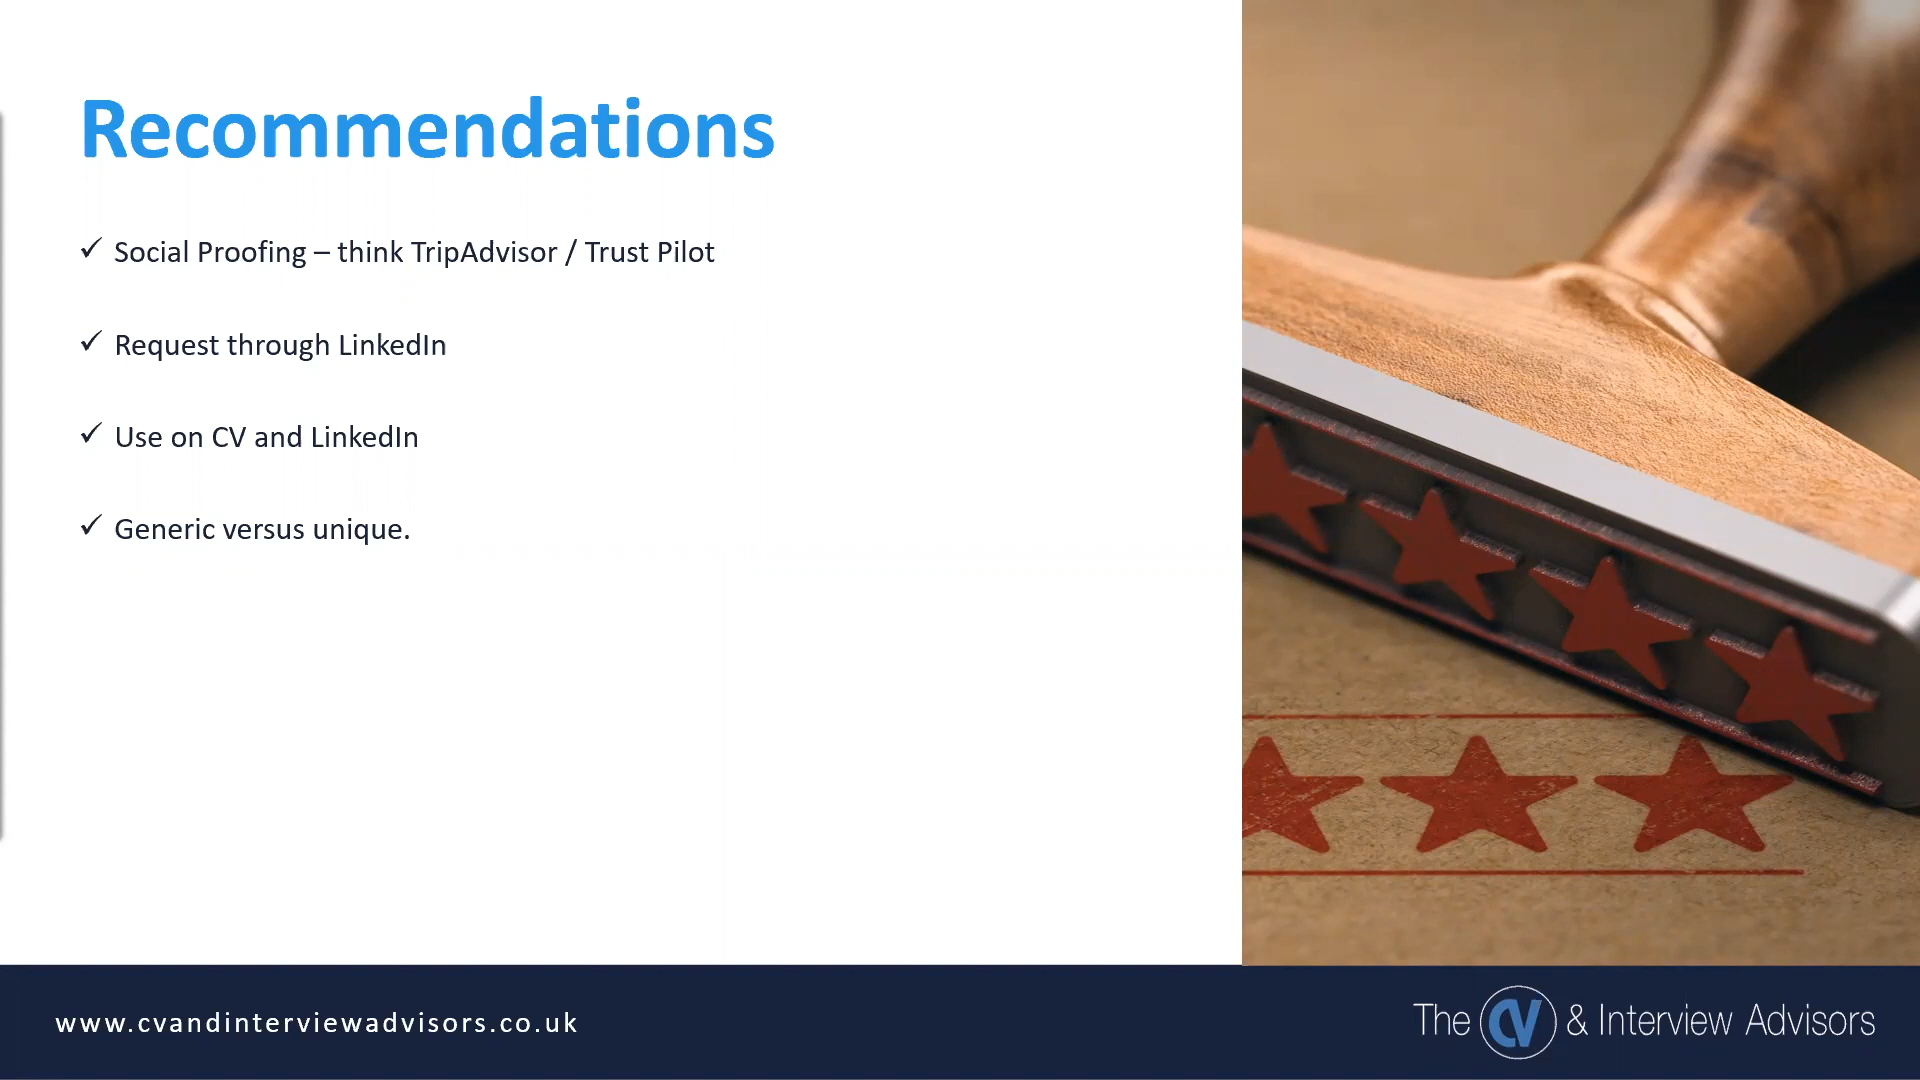 Recommendations
✓ Social Proofing – think TripAdvisor / Trust Pilot
✓ Request through LinkedIn
✓ Use on CV and LinkedIn
✓ Generic versus unique.
www.cvandinterviewadvisors.co.uk
The CV & Interview Advisors